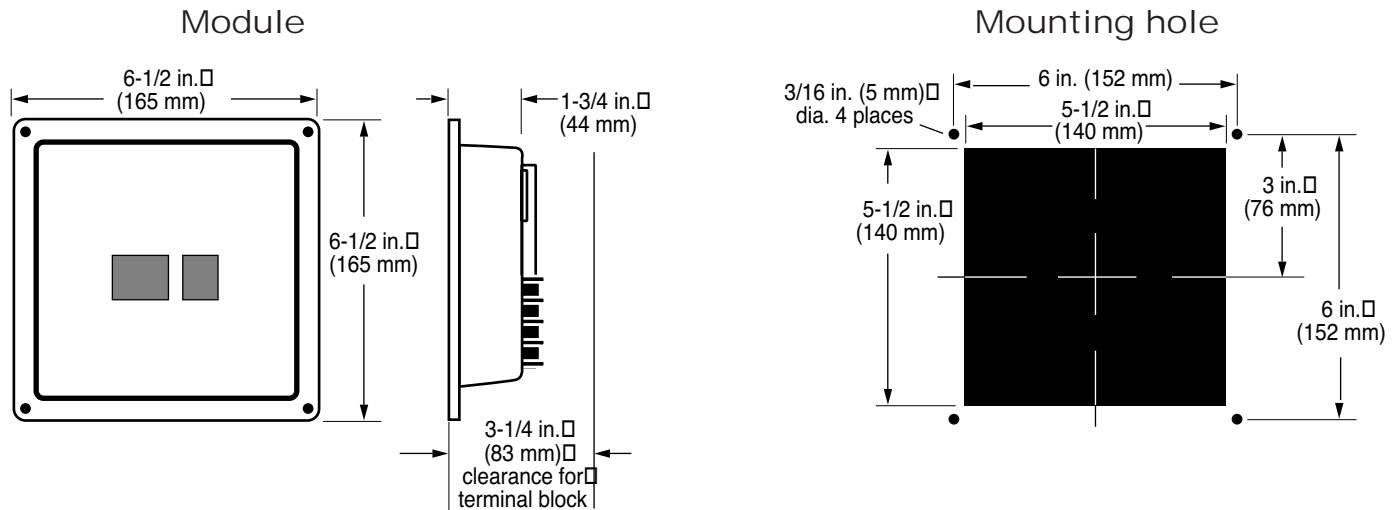 Module
6-1/2 in.
(165 mm)
1-3/4 in.
(44 mm)
6-1/2 in.
(165 mm)
3-1/4 in.
(83 mm)
clearance for
terminal block
Mounting hole
3/16 in. (5 mm)
dia. 4 places
6 in. (152 mm)
5-1/2 in.
(140 mm)
5-1/2 in.
(140 mm)
3 in.
(76 mm)
6 in.
(152 mm)